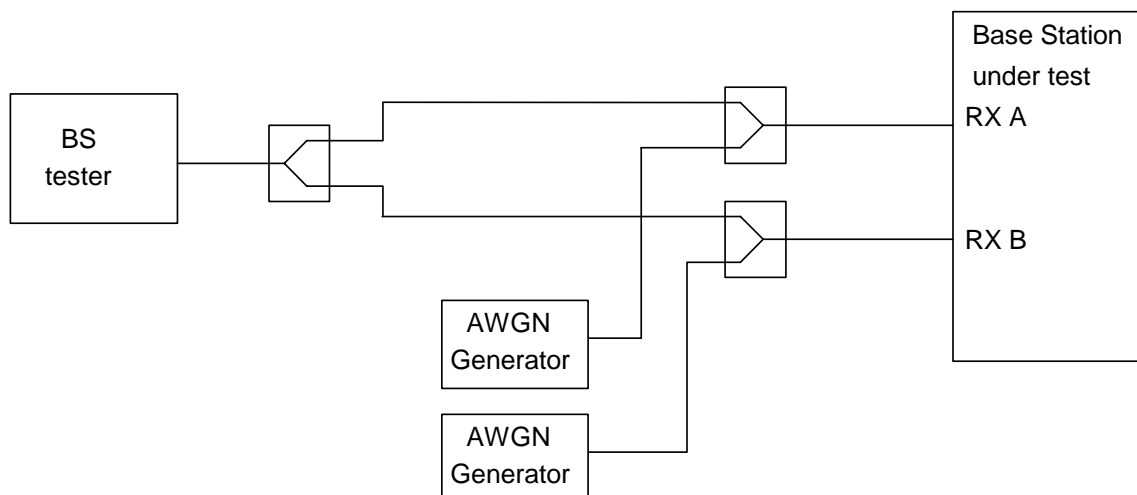 BS
tester
AWGN
Generator
AWGN
Generator
Base Station
under test
RX A
RX B